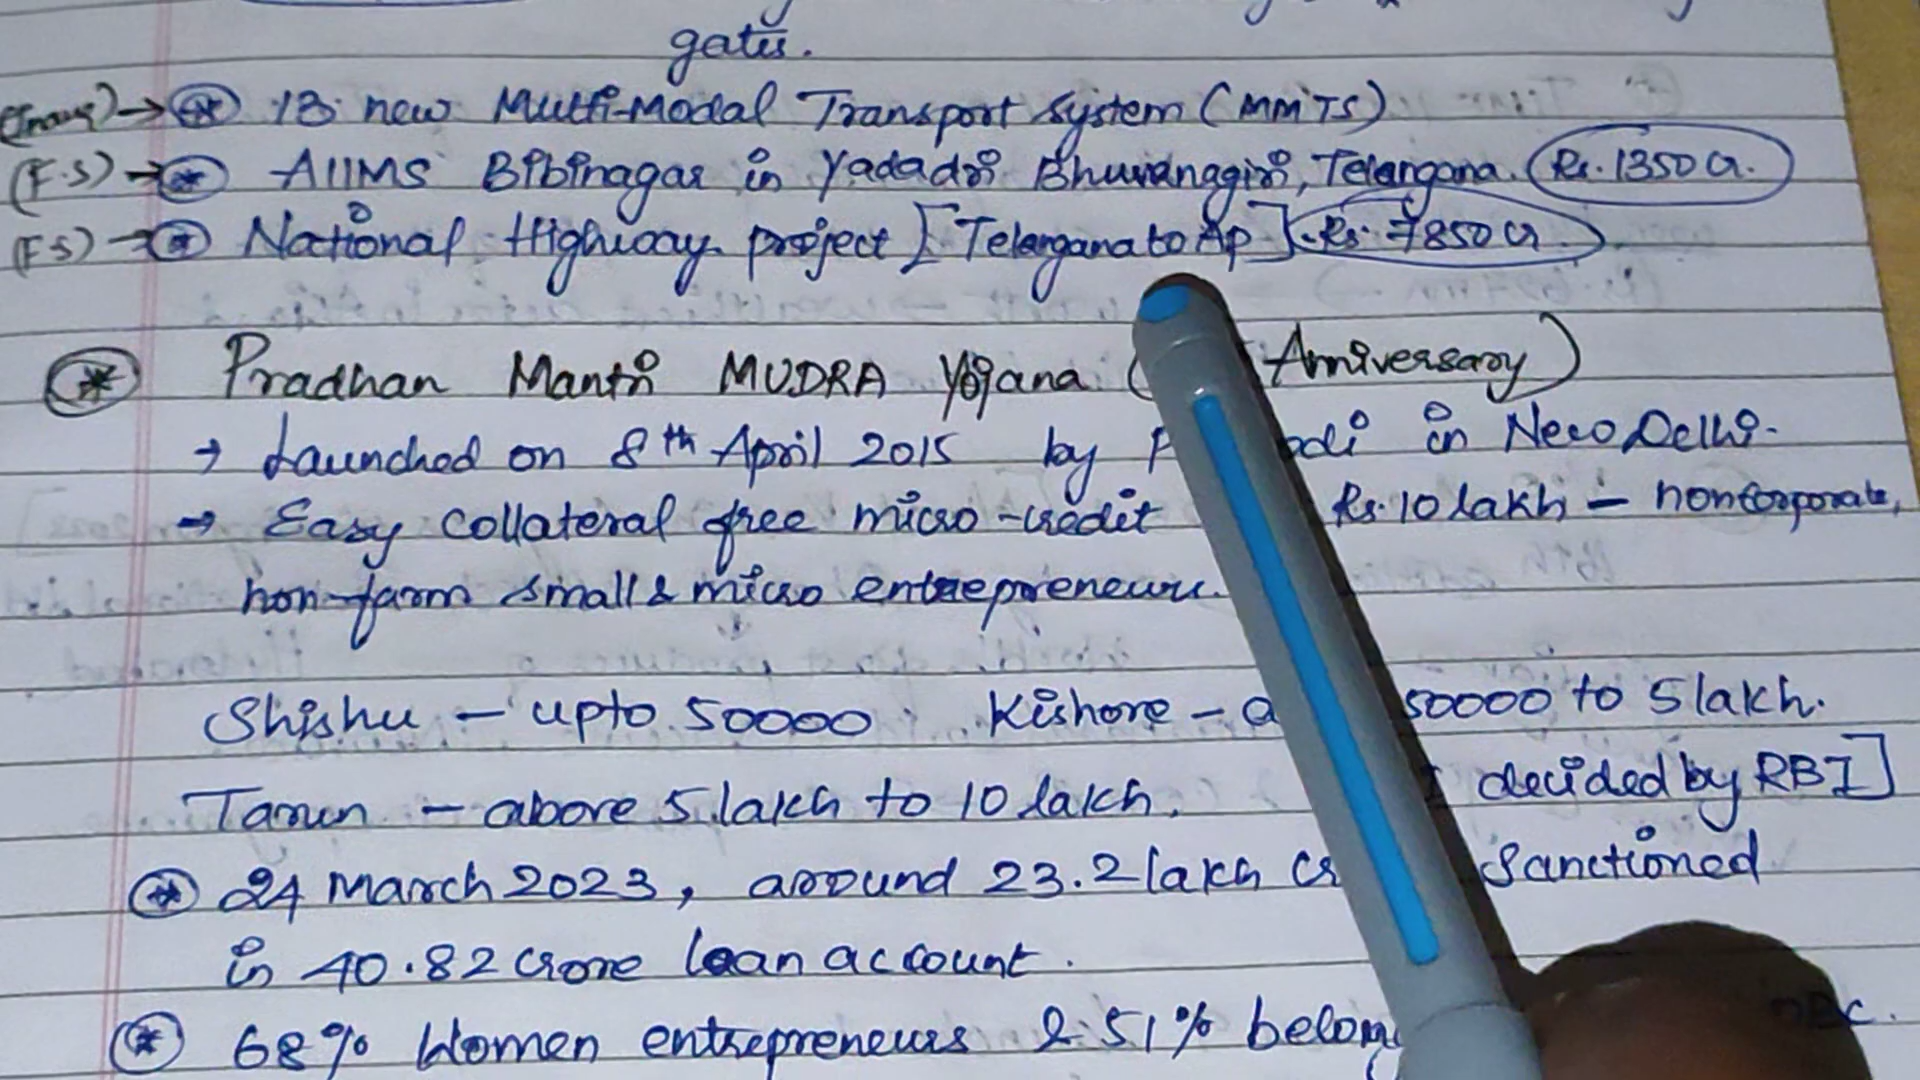 gates.
(Inaug) → * 13 new Multi-Modal Transport System (MMTS)
(F.S) → * AIIMS Bibinagar in Yadadri Bhuvanagiri, Telangana. Rs. 1350 Cr.
(F.S) → * National Highway project [Telangana to AP]. Rs. 7850 Cr.
* Pradhan Mantri MUDRA Yojana ( Anniversary)
→ Launched on 8th April 2015 by in New Delhi.
→ Easy collateral free micro-credit Rs. 10 lakh - noncorporate,
non-farm small & micro entrepreneurs.
Shishu - upto 50000. Kishore - 50000 to 5 lakh.
Tarun - above 5 lakh to 10 lakh. decided by RBI]
* 24 March 2023, around 23.2 lakh sanctioned
in 40.82 crore loan account.
* 68% Women entrepreneurs & 51% belong